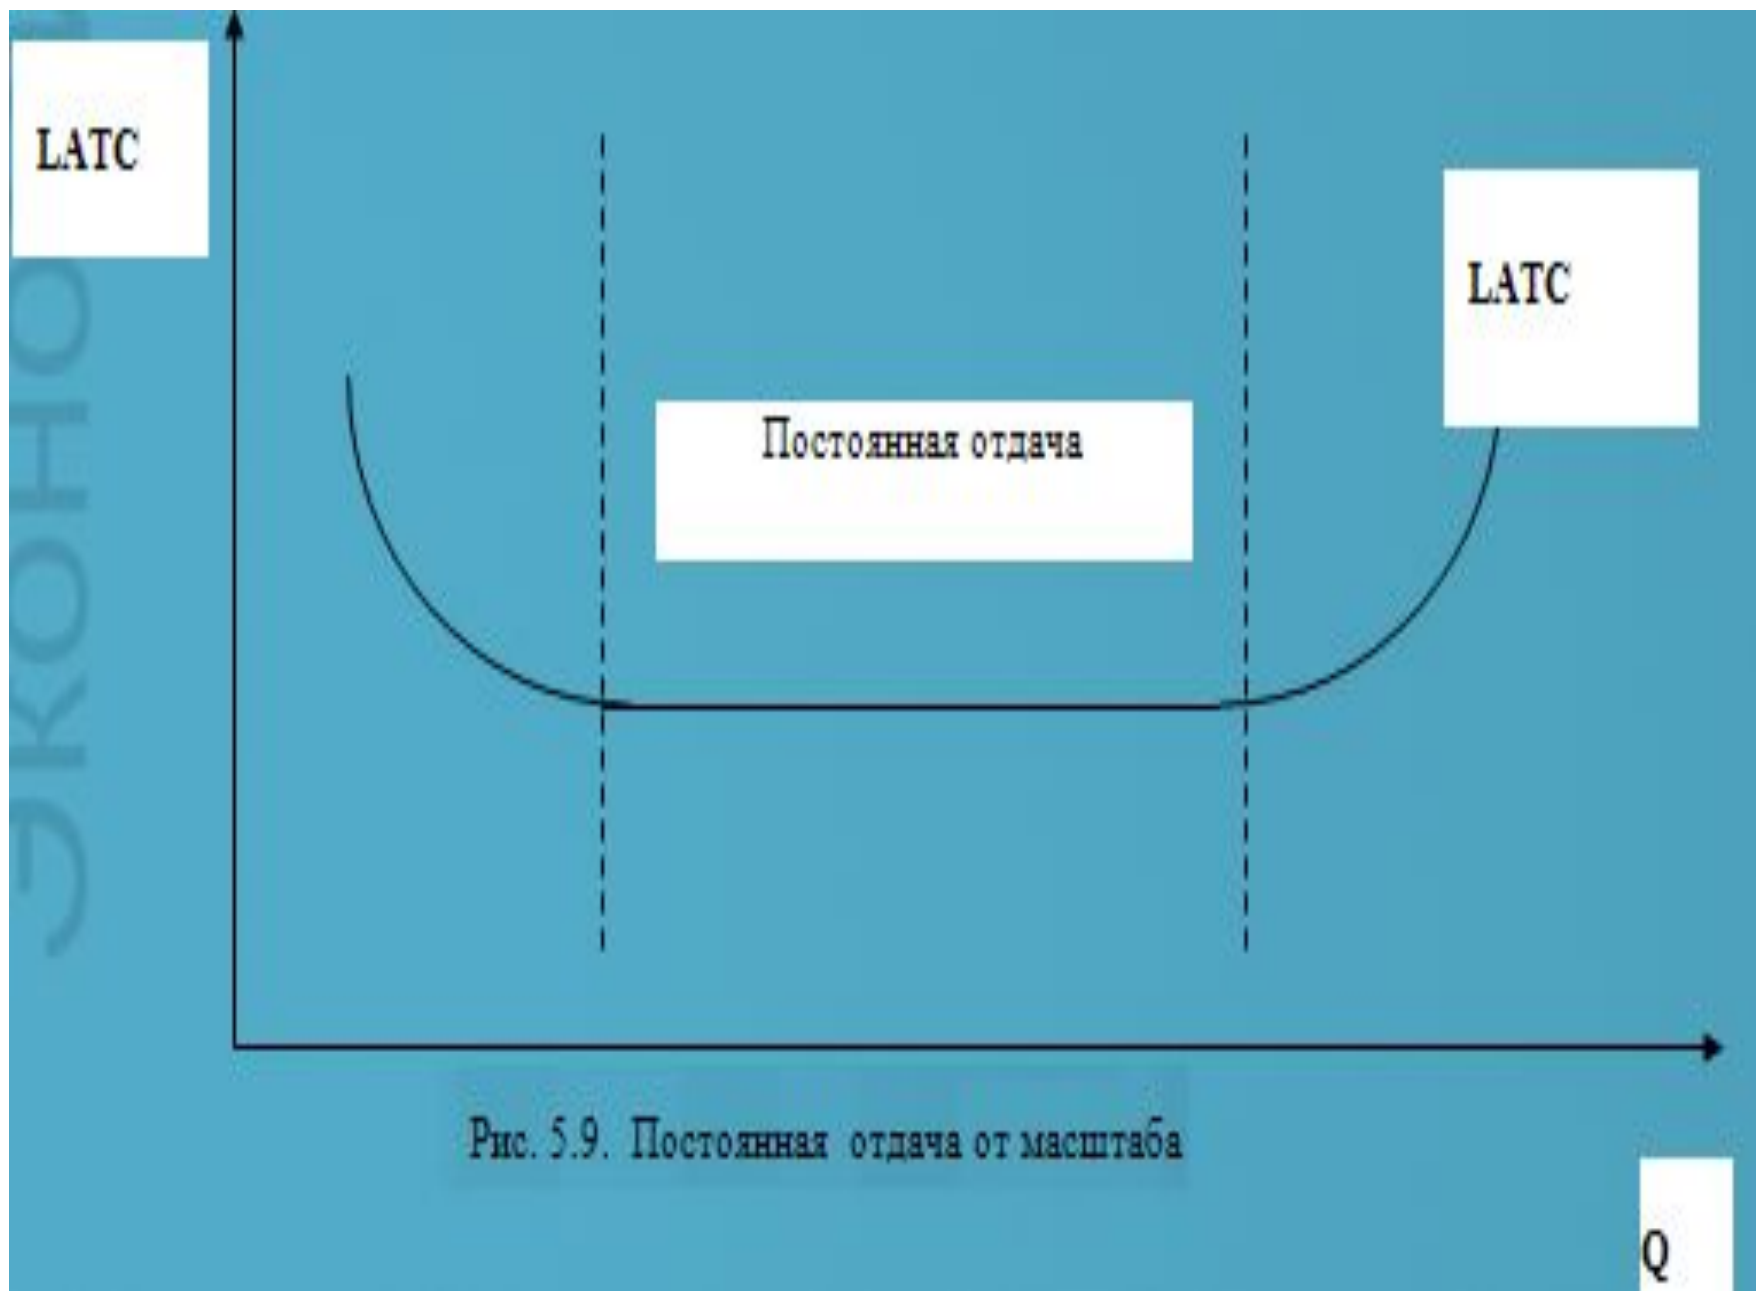 LATC
LATC
Постоянная отдача
Рис. 5.9. Постоянная отдача от масштаба
Q